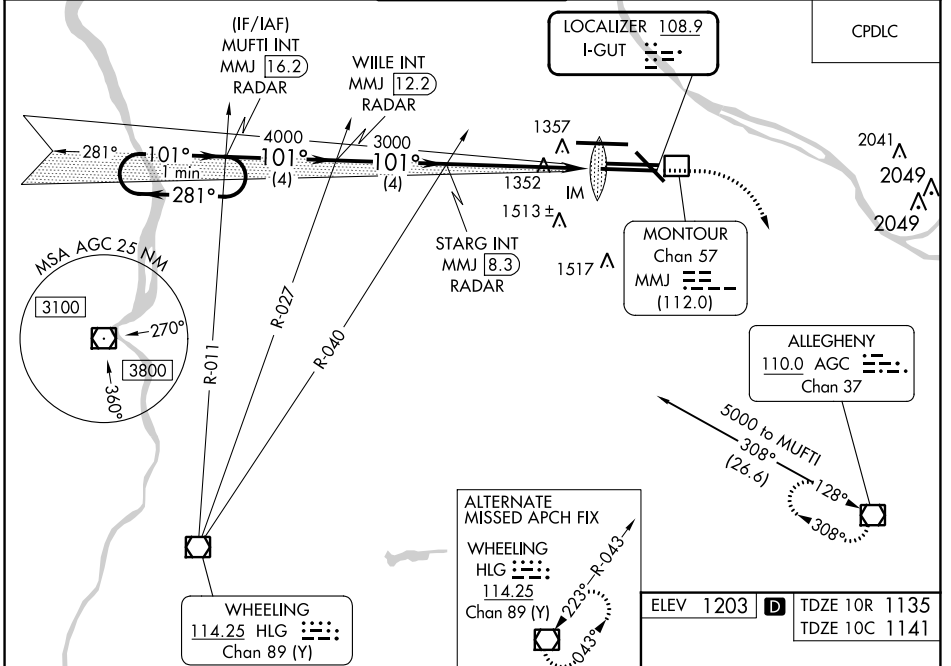 (IF/IAF)
MUFTI INT
MMJ 16.2
RADAR
WIILE INT
MMJ 12.2
RADAR
LOCALIZER 108.9
I-GUT
CPDLC
4000
3000
281°
101°
101°
(4)
101°
(4)
1 min
281°
1357
1352
IM
1513 ±
1517
2041
2049
2049
STARG INT
MMJ 8.3
RADAR
MONTOUR
Chan 57
MMJ
(112.0)
MSA AGC 25 NM
3100
270°
3800
360°
R-011
R-027
R-040
ALLEGHENY
110.0 AGC
Chan 37
5000 to MUFTI
308°
(26.6)
128°
308°
WHEELING
114.25 HLG
Chan 89 (Y)
ALTERNATE
MISSED APCH FIX
WHEELING
HLG
114.25
Chan 89 (Y)
R-043
223°
043°
ELEV 1203 D
TDZE 10R 1135
TDZE 10C 1141